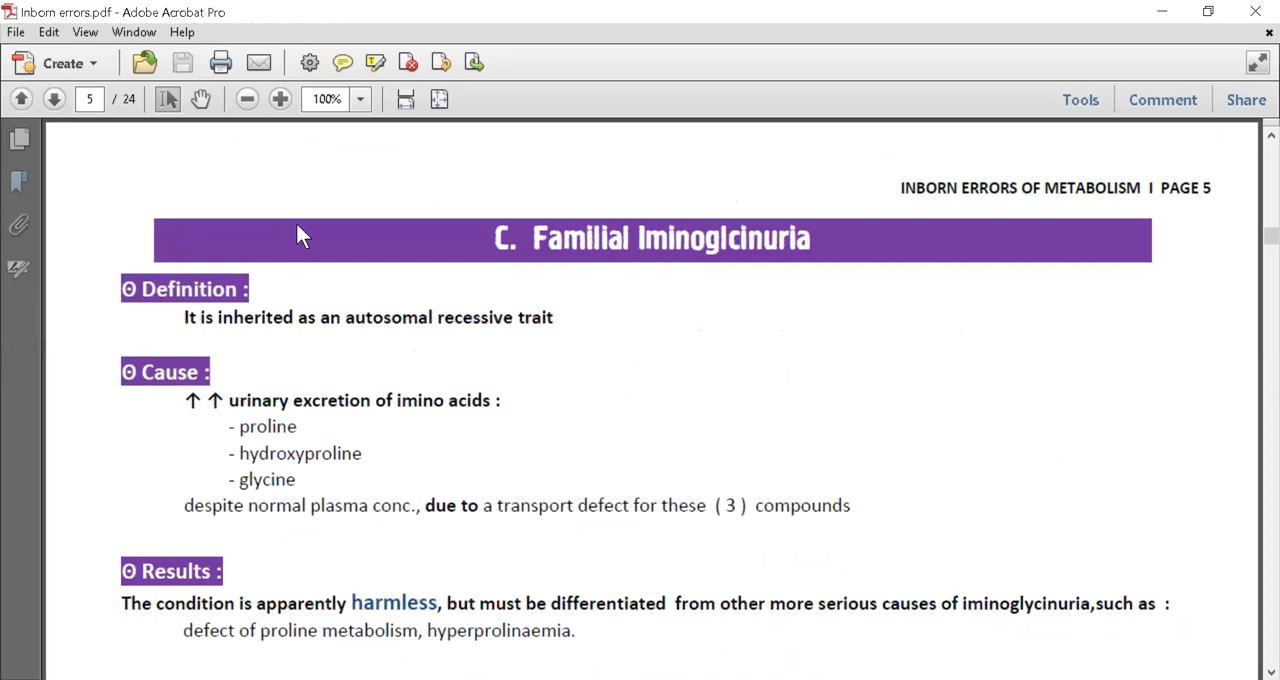 Inborn errors.pdf - Adobe Acrobat Pro
File Edit View Window Help
Create
5 / 24 100% Tools Comment Share
INBORN ERRORS OF METABOLISM I PAGE 5
C. Familial Iminoglcinuria
ʘ Definition :
It is inherited as an autosomal recessive trait
ʘ Cause :
↑ ↑ urinary excretion of imino acids :
- proline
- hydroxyproline
- glycine
despite normal plasma conc., due to a transport defect for these ( 3 ) compounds
ʘ Results :
The condition is apparently harmless, but must be differentiated from other more serious causes of iminoglycinuria,such as :
defect of proline metabolism, hyperprolinaemia.